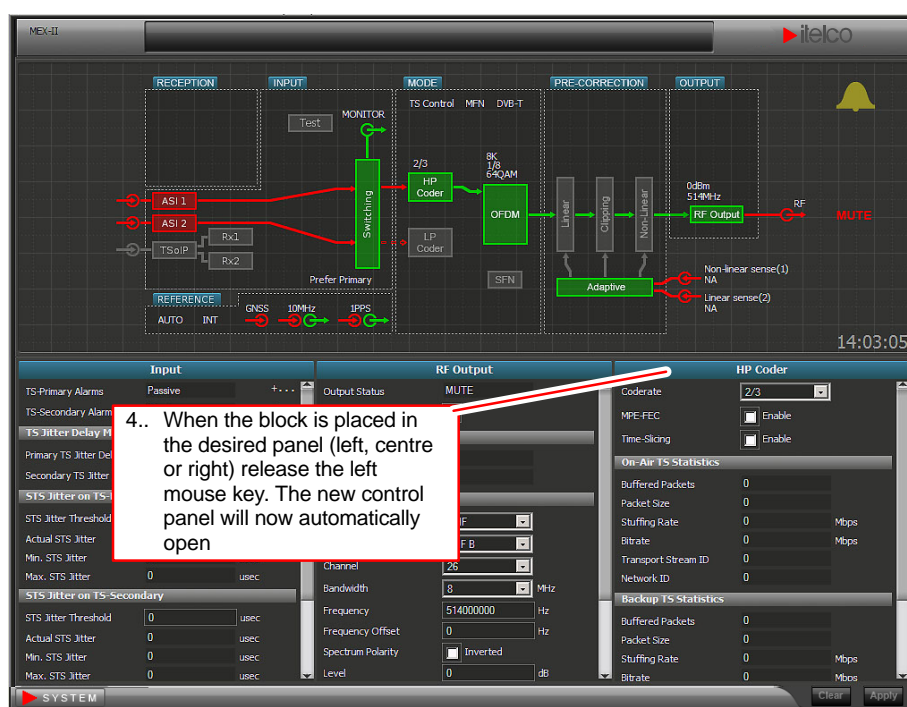 MEX-II
itelco
RECEPTION INPUT MODE PRE-CORRECTION OUTPUT
TS Control MFN DVB-T
Test MONITOR
2/3
8K
1/8
64QAM
HP
Coder
Switching
OFDM
Linear
Clipping
Non-Linear
0dBm
514MHz
RF Output
RF
MUTE
ASI 1
ASI 2
TSoIP
Rx1
Rx2
LP
Coder
SFN
Prefer Primary
Adaptive
Non-linear sense(1)
NA
Linear sense(2)
NA
REFERENCE
AUTO INT
GNSS 10MHz 1PPS
14:03:05
Input
TS-Primary Alarms Passive +...
TS-Secondary Alarm
TS Jitter Delay M
Primary TS Jitter Del
Secondary TS Jitter
STS Jitter on TS-
STS Jitter Threshold
Actual STS Jitter
Min. STS Jitter
Max. STS Jitter 0 usec
STS Jitter on TS-Secondary
STS Jitter Threshold 0 usec
Actual STS Jitter 0 usec
Min. STS Jitter 0 usec
Max. STS Jitter 0 usec
4.. When the block is placed in
the desired panel (left, centre
or right) release the left
mouse key. The new control
panel will now automatically
open
RF Output
Output Status MUTE
F B
Channel 26
Bandwidth 8 MHz
Frequency 514000000 Hz
Frequency Offset 0 Hz
Spectrum Polarity Inverted
Level 0 dB
HP Coder
Coderate 2/3
MPE-FEC Enable
Time-Slicing Enable
On-Air TS Statistics
Buffered Packets 0
Packet Size 0
Stuffing Rate 0 Mbps
Bitrate 0 Mbps
Transport Stream ID 0
Network ID 0
Backup TS Statistics
Buffered Packets 0
Packet Size 0
Stuffing Rate 0 Mbps
Bitrate 0 Mbps
SYSTEM
Clear Apply